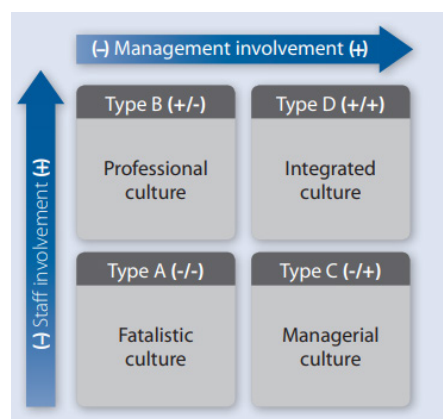 (–) Management involvement (+)
(–) Staff involvement (+)
Type B (+/-)
Professional
culture
Type D (+/+)
Integrated
culture
Type A (-/-)
Fatalistic
culture
Type C (-/+)
Managerial
culture